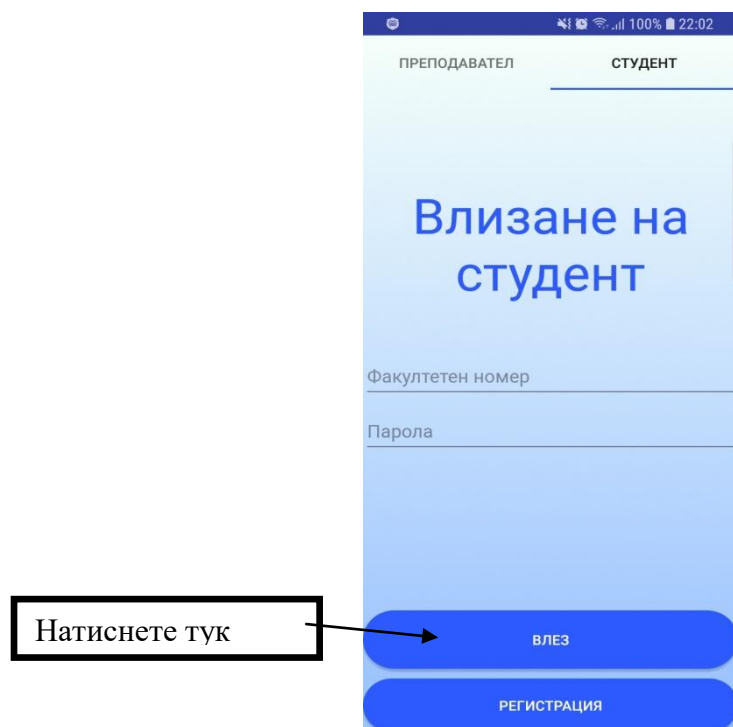 100% 22:02
ПРЕПОДАВАТЕЛ СТУДЕНТ
Влизане на
студент
Факултетен номер
Парола
Натиснете тук
ВЛЕЗ
РЕГИСТРАЦИЯ